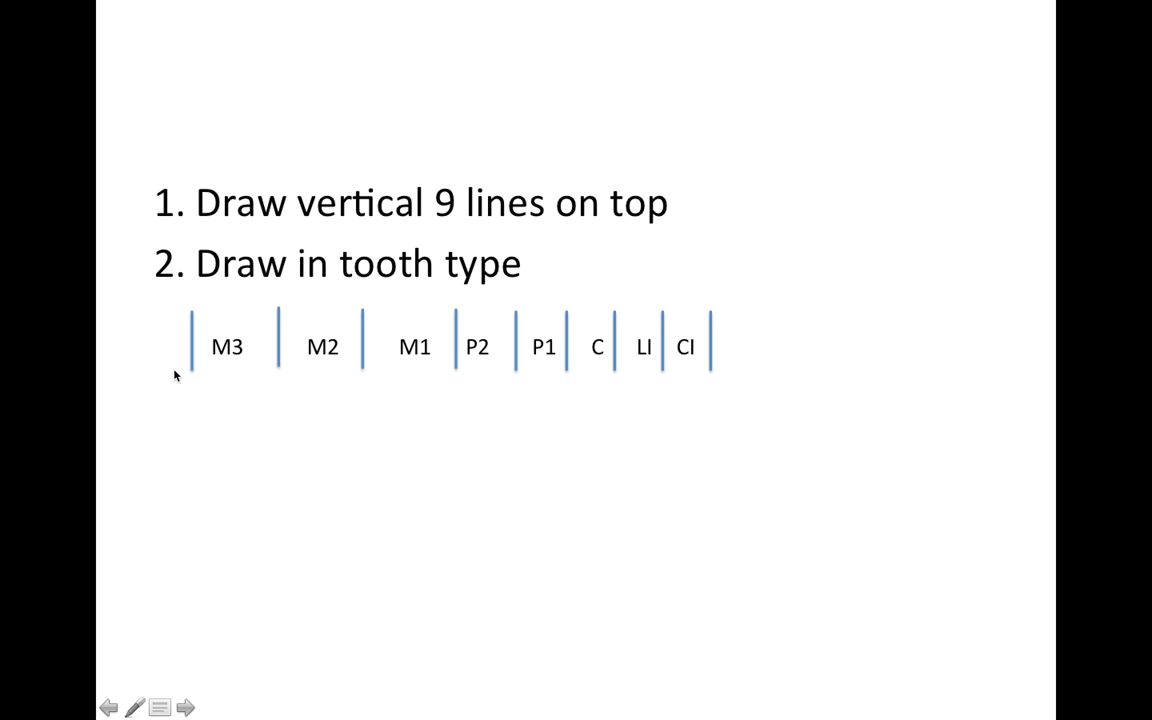 1. Draw vertical 9 lines on top
2. Draw in tooth type
M3 M2 M1 P2 P1 C LI CI